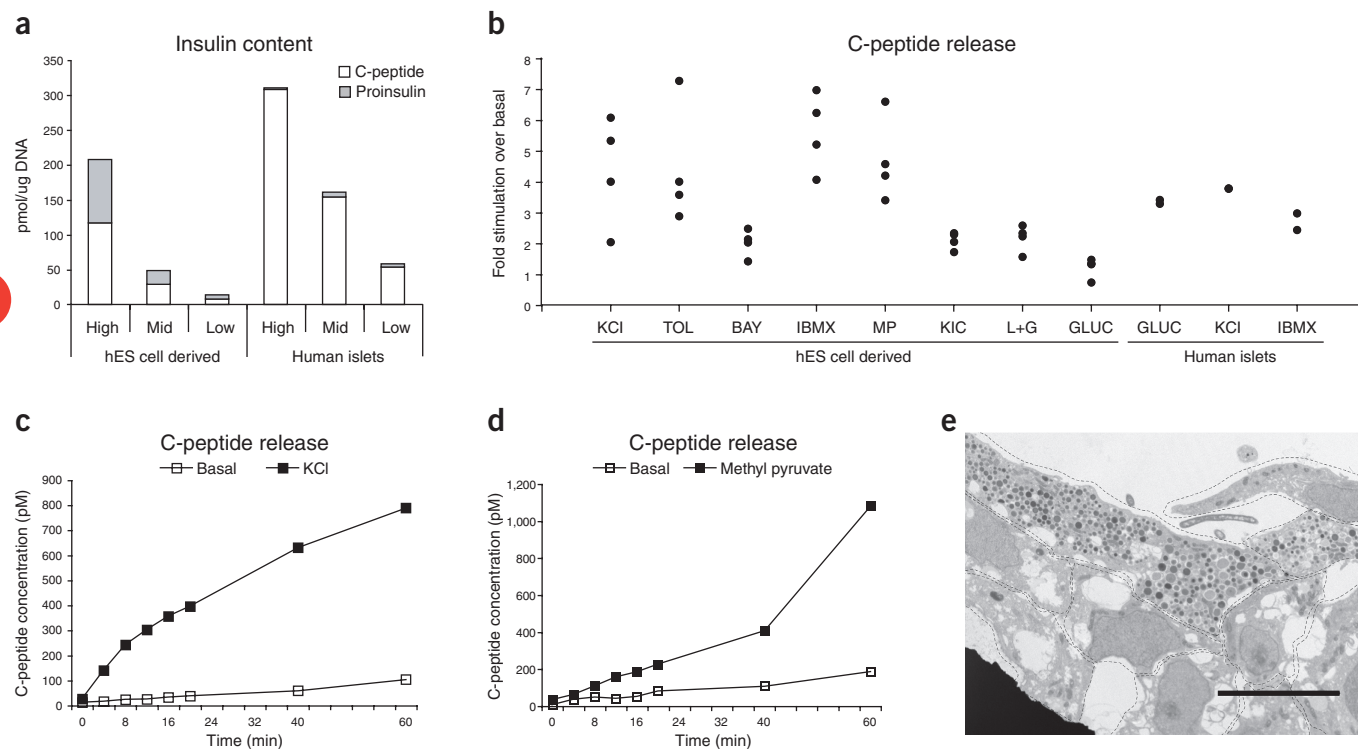 a
Insulin content
C-peptide
Proinsulin
pmol/ug DNA
350
300
250
200
150
100
50
0
High Mid Low High Mid Low
hES cell derived Human islets
b
C-peptide release
Fold stimulation over basal
8
7
6
5
4
3
2
1
0
KCl TOL BAY IBMX MP KIC L+G GLUC GLUC KCl IBMX
hES cell derived Human islets
c
C-peptide release
Basal KCl
C-peptide concentration (pM)
900
800
700
600
500
400
300
200
100
0
0 8 16 24 32 40 60
Time (min)
d
C-peptide release
Basal Methyl pyruvate
C-peptide concentration (pM)
1,200
1,000
800
600
400
200
0
0 8 16 24 32 40 60
Time (min)
e